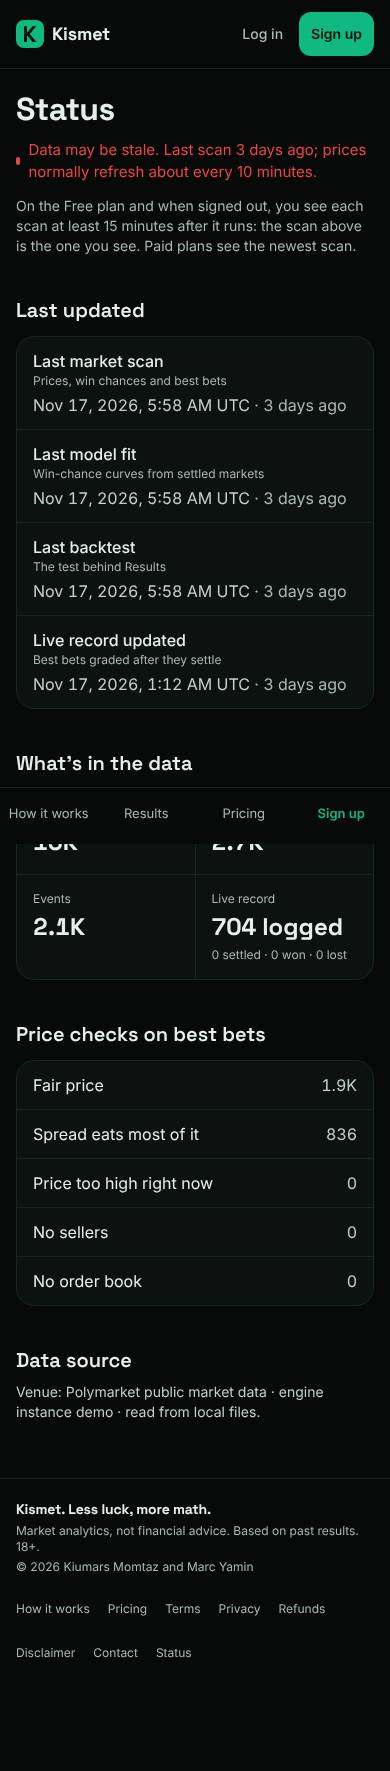 Kismet
Log in
Sign up
Status
Data may be stale. Last scan 3 days ago; prices
normally refresh about every 10 minutes.
On the Free plan and when signed out, you see each
scan at least 15 minutes after it runs: the scan above
is the one you see. Paid plans see the newest scan.
Last updated
Last market scan
Prices, win chances and best bets
Nov 17, 2026, 5:58 AM UTC · 3 days ago
Last model fit
Win-chance curves from settled markets
Nov 17, 2026, 5:58 AM UTC · 3 days ago
Last backtest
The test behind Results
Nov 17, 2026, 5:58 AM UTC · 3 days ago
Live record updated
Best bets graded after they settle
Nov 17, 2026, 1:12 AM UTC · 3 days ago
What's in the data
How it works
Results
Pricing
Sign up
Events
2.1K
Live record
704 logged
0 settled · 0 won · 0 lost
Price checks on best bets
Fair price 1.9K
Spread eats most of it 836
Price too high right now 0
No sellers 0
No order book 0
Data source
Venue: Polymarket public market data · engine
instance demo · read from local files.
Kismet. Less luck, more math.
Market analytics, not financial advice. Based on past results.
18+.
© 2026 Kiumars Momtaz and Marc Yamin
How it works Pricing Terms Privacy Refunds
Disclaimer Contact Status